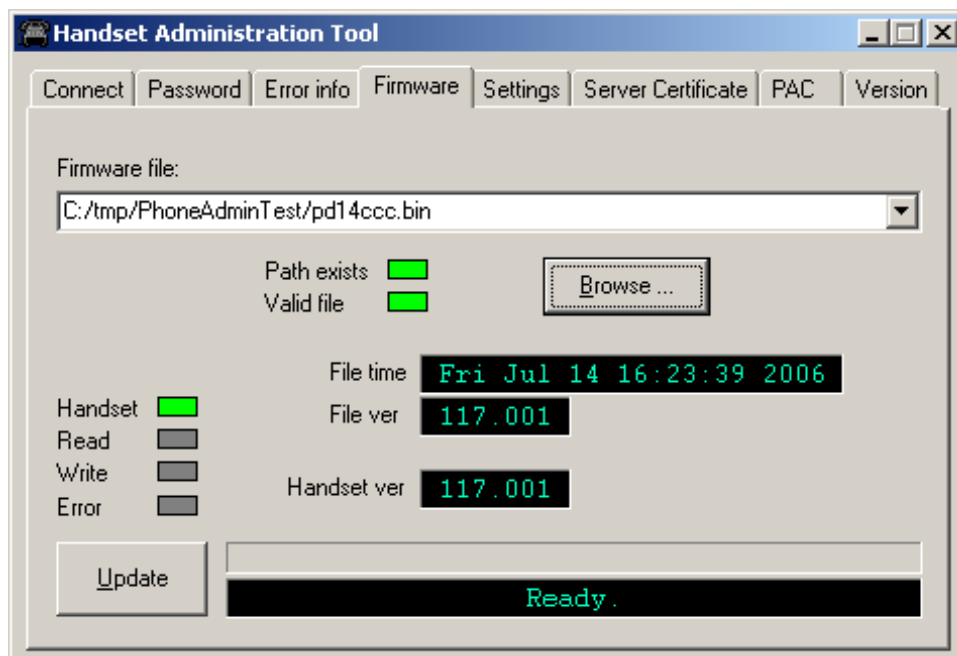 Handset Administration Tool
Connect Password Error info Firmware Settings Server Certificate PAC Version
Firmware file:
C:/tmp/PhoneAdminTest/pd14ccc.bin
Path exists
Valid file
Browse ...
File time Fri Jul 14 16:23:39 2006
File ver 117.001
Handset
Read
Write
Error
Handset ver 117.001
Update
Ready.